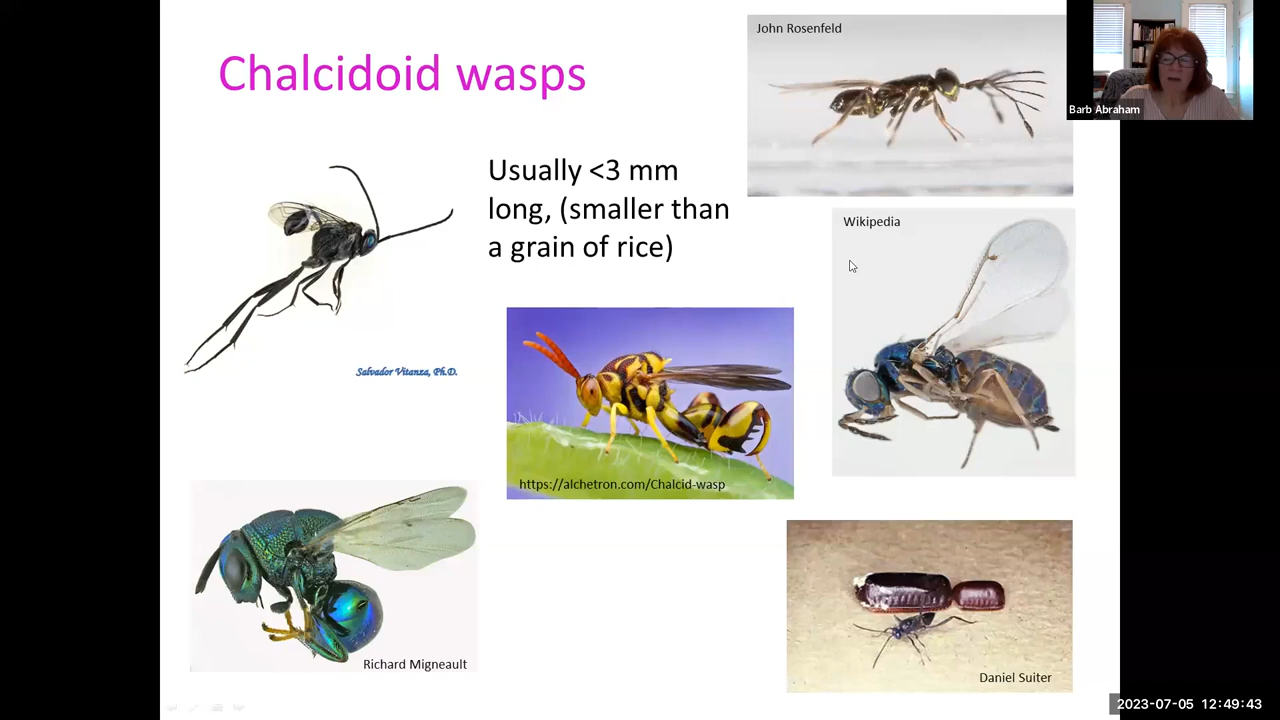 Chalcidoid wasps
Usually <3 mm
long, (smaller than
a grain of rice)
John Rosenfeld
Barb Abraham
Wikipedia
Salvador Vitanza, Ph.D.
https://alchetron.com/Chalcid-wasp
Richard Migneault
Daniel Suiter
2023-07-05 12:49:43